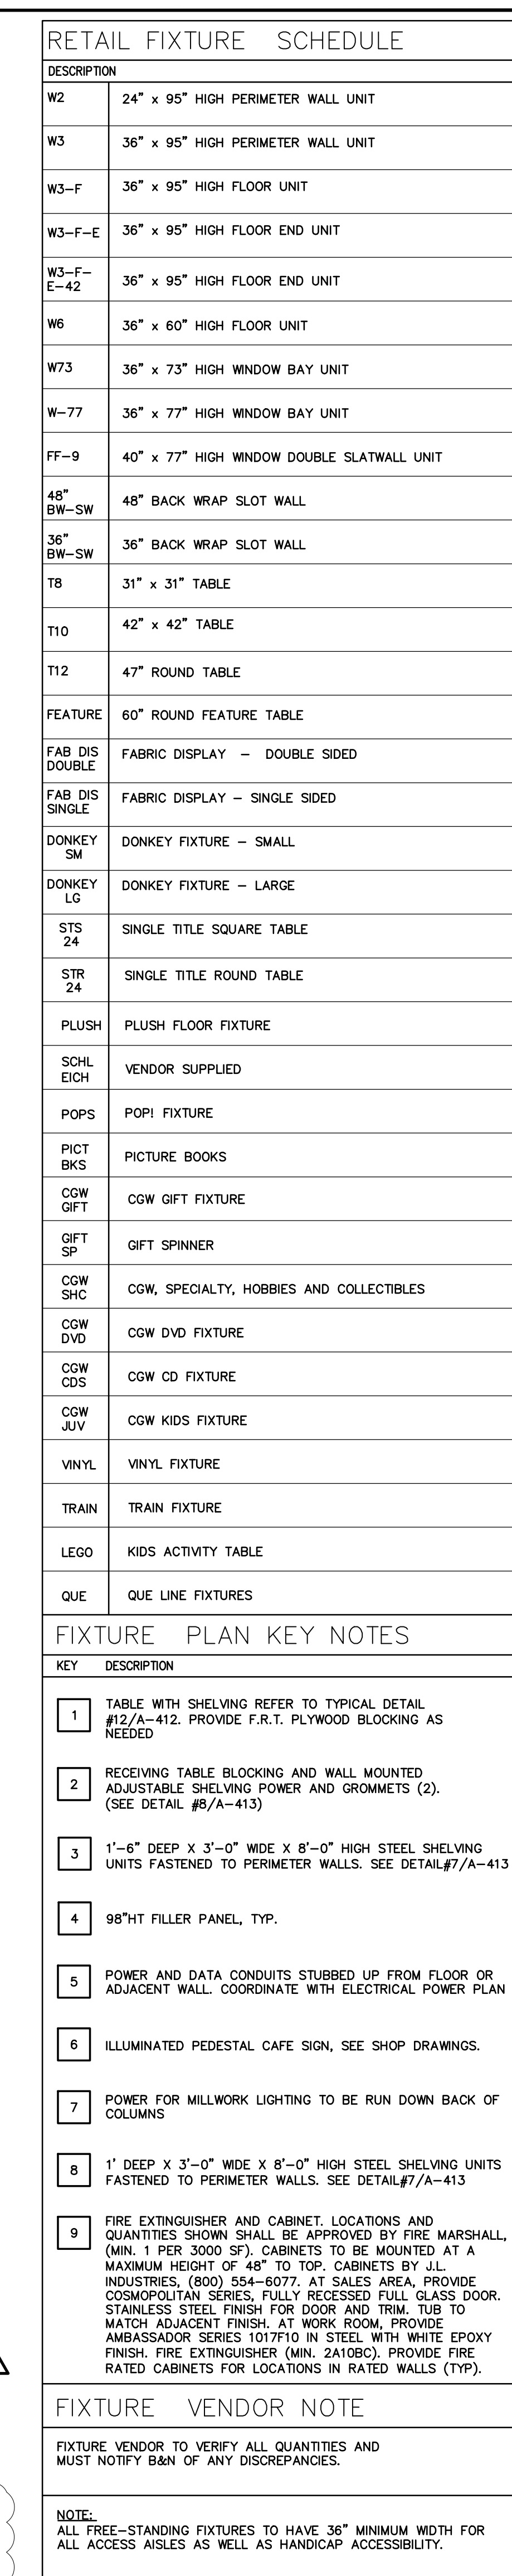 RETAIL FIXTURE SCHEDULE
DESCRIPTION
W2 24" x 95" HIGH PERIMETER WALL UNIT
W3 36" x 95" HIGH PERIMETER WALL UNIT
W3-F 36" x 95" HIGH FLOOR UNIT
W3-F-E 36" x 95" HIGH FLOOR END UNIT
W3-F-
E-42 36" x 95" HIGH FLOOR END UNIT
W6 36" x 60" HIGH FLOOR UNIT
W73 36" x 73" HIGH WINDOW BAY UNIT
W-77 36" x 77" HIGH WINDOW BAY UNIT
FF-9 40" x 77" HIGH WINDOW DOUBLE SLATWALL UNIT
48"
BW-SW 48" BACK WRAP SLOT WALL
36"
BW-SW 36" BACK WRAP SLOT WALL
T8 31" x 31" TABLE
T10 42" x 42" TABLE
T12 47" ROUND TABLE
FEATURE 60" ROUND FEATURE TABLE
FAB DIS
DOUBLE FABRIC DISPLAY - DOUBLE SIDED
FAB DIS
SINGLE FABRIC DISPLAY - SINGLE SIDED
DONKEY
SM DONKEY FIXTURE - SMALL
DONKEY
LG DONKEY FIXTURE - LARGE
STS
24 SINGLE TITLE SQUARE TABLE
STR
24 SINGLE TITLE ROUND TABLE
PLUSH PLUSH FLOOR FIXTURE
SCHL
EICH VENDOR SUPPLIED
POPS POP! FIXTURE
PICT
BKS PICTURE BOOKS
CGW
GIFT CGW GIFT FIXTURE
GIFT
SP GIFT SPINNER
CGW
SHC CGW, SPECIALTY, HOBBIES AND COLLECTIBLES
CGW
DVD CGW DVD FIXTURE
CGW
CDS CGW CD FIXTURE
CGW
JUV CGW KIDS FIXTURE
VINYL VINYL FIXTURE
TRAIN TRAIN FIXTURE
LEGO KIDS ACTIVITY TABLE
QUE QUE LINE FIXTURES
FIXTURE PLAN KEY NOTES
KEY DESCRIPTION
1 TABLE WITH SHELVING REFER TO TYPICAL DETAIL
#12/A-412. PROVIDE F.R.T. PLYWOOD BLOCKING AS
NEEDED
2 RECEIVING TABLE BLOCKING AND WALL MOUNTED
ADJUSTABLE SHELVING POWER AND GROMMETS (2).
(SEE DETAIL #8/A-413)
3 1'-6" DEEP X 3'-0" WIDE X 8'-0" HIGH STEEL SHELVING
UNITS FASTENED TO PERIMETER WALLS. SEE DETAIL#7/A-413
4 98"HT FILLER PANEL, TYP.
5 POWER AND DATA CONDUITS STUBBED UP FROM FLOOR OR
ADJACENT WALL. COORDINATE WITH ELECTRICAL POWER PLAN
6 ILLUMINATED PEDESTAL CAFE SIGN, SEE SHOP DRAWINGS.
7 POWER FOR MILLWORK LIGHTING TO BE RUN DOWN BACK OF
COLUMNS
8 1' DEEP X 3'-0" WIDE X 8'-0" HIGH STEEL SHELVING UNITS
FASTENED TO PERIMETER WALLS. SEE DETAIL#7/A-413
9 FIRE EXTINGUISHER AND CABINET. LOCATIONS AND
QUANTITIES SHOWN SHALL BE APPROVED BY FIRE MARSHALL,
(MIN. 1 PER 3000 SF). CABINETS TO BE MOUNTED AT A
MAXIMUM HEIGHT OF 48" TO TOP. CABINETS BY J.L.
INDUSTRIES, (800) 554-6077. AT SALES AREA, PROVIDE
COSMOPOLITAN SERIES, FULLY RECESSED FULL GLASS DOOR.
STAINLESS STEEL FINISH FOR DOOR AND TRIM. TUB TO
MATCH ADJACENT FINISH. AT WORK ROOM, PROVIDE
AMBASSADOR SERIES 1017F10 IN STEEL WITH WHITE EPOXY
FINISH. FIRE EXTINGUISHER (MIN. 2A10BC). PROVIDE FIRE
RATED CABINETS FOR LOCATIONS IN RATED WALLS (TYP).
FIXTURE VENDOR NOTE
FIXTURE VENDOR TO VERIFY ALL QUANTITIES AND
MUST NOTIFY B&N OF ANY DISCREPANCIES.
NOTE:
ALL FREE-STANDING FIXTURES TO HAVE 36" MINIMUM WIDTH FOR
ALL ACCESS AISLES AS WELL AS HANDICAP ACCESSIBILITY.